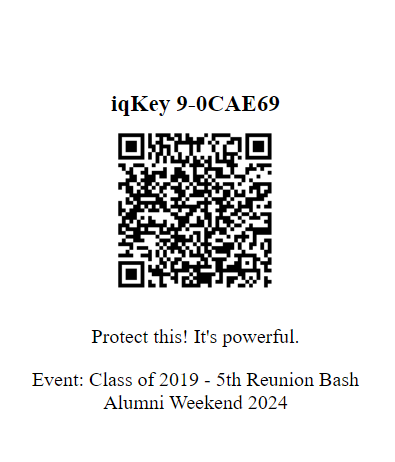 iqKey 9-0CAE69
Protect this! It's powerful.
Event: Class of 2019 - 5th Reunion Bash
Alumni Weekend 2024